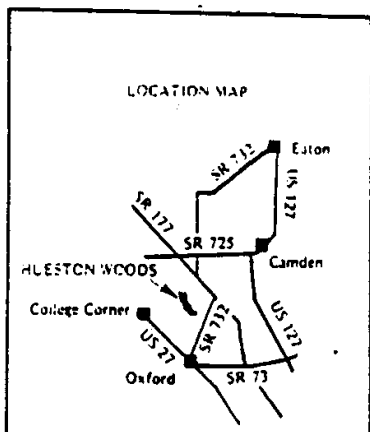 LOCATION MAP
SR 732
Eaton
SR 177
US 127
SR 725
Camden
HUESTON WOODS
College Corner
SR 732
US 127
US 27
Oxford
SR 73